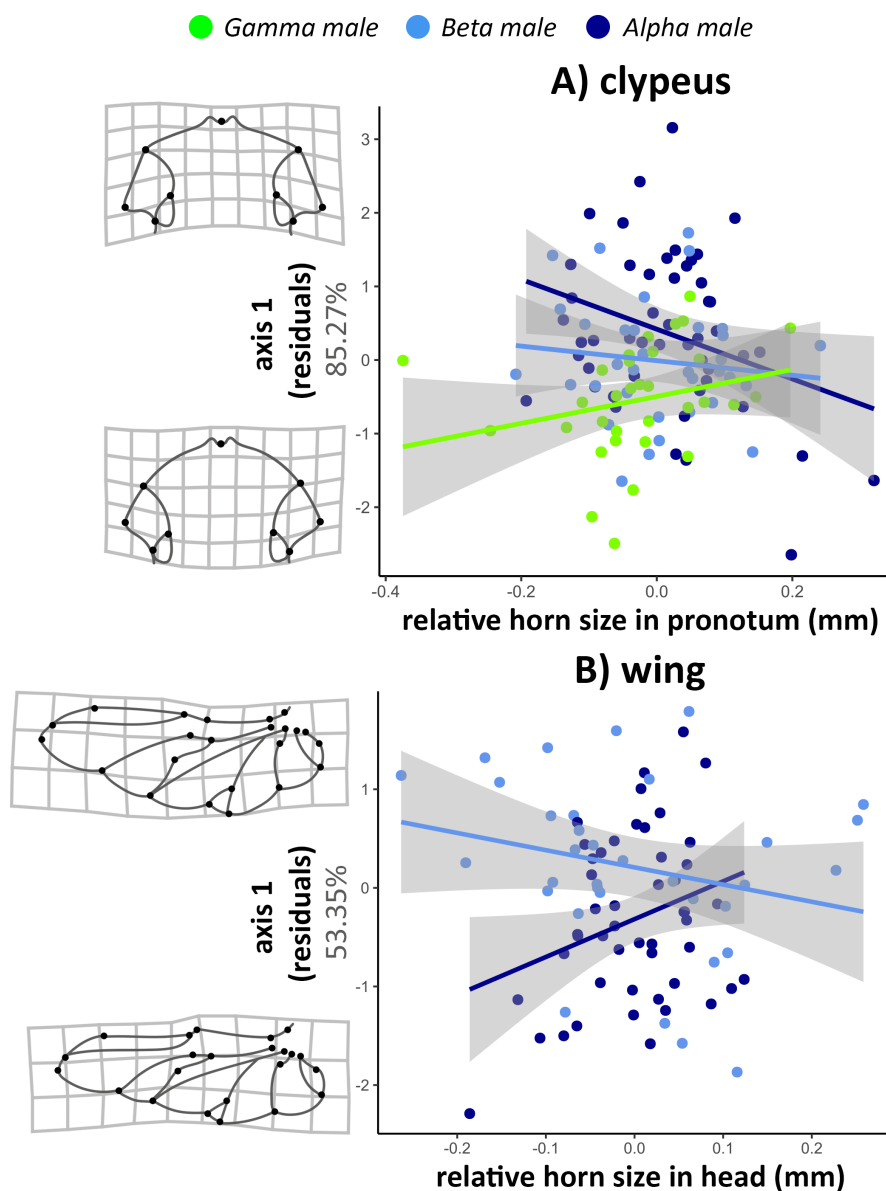 Gamma male Beta male Alpha male
A) clypeus
axis 1
(residuals)
85.27%
3
2
1
0
-1
-2
-0.4 -0.2 0.0 0.2
relative horn size in pronotum (mm)
B) wing
axis 1
(residuals)
53.35%
1
0
-1
-2
-0.2 -0.1 0.0 0.1 0.2
relative horn size in head (mm)